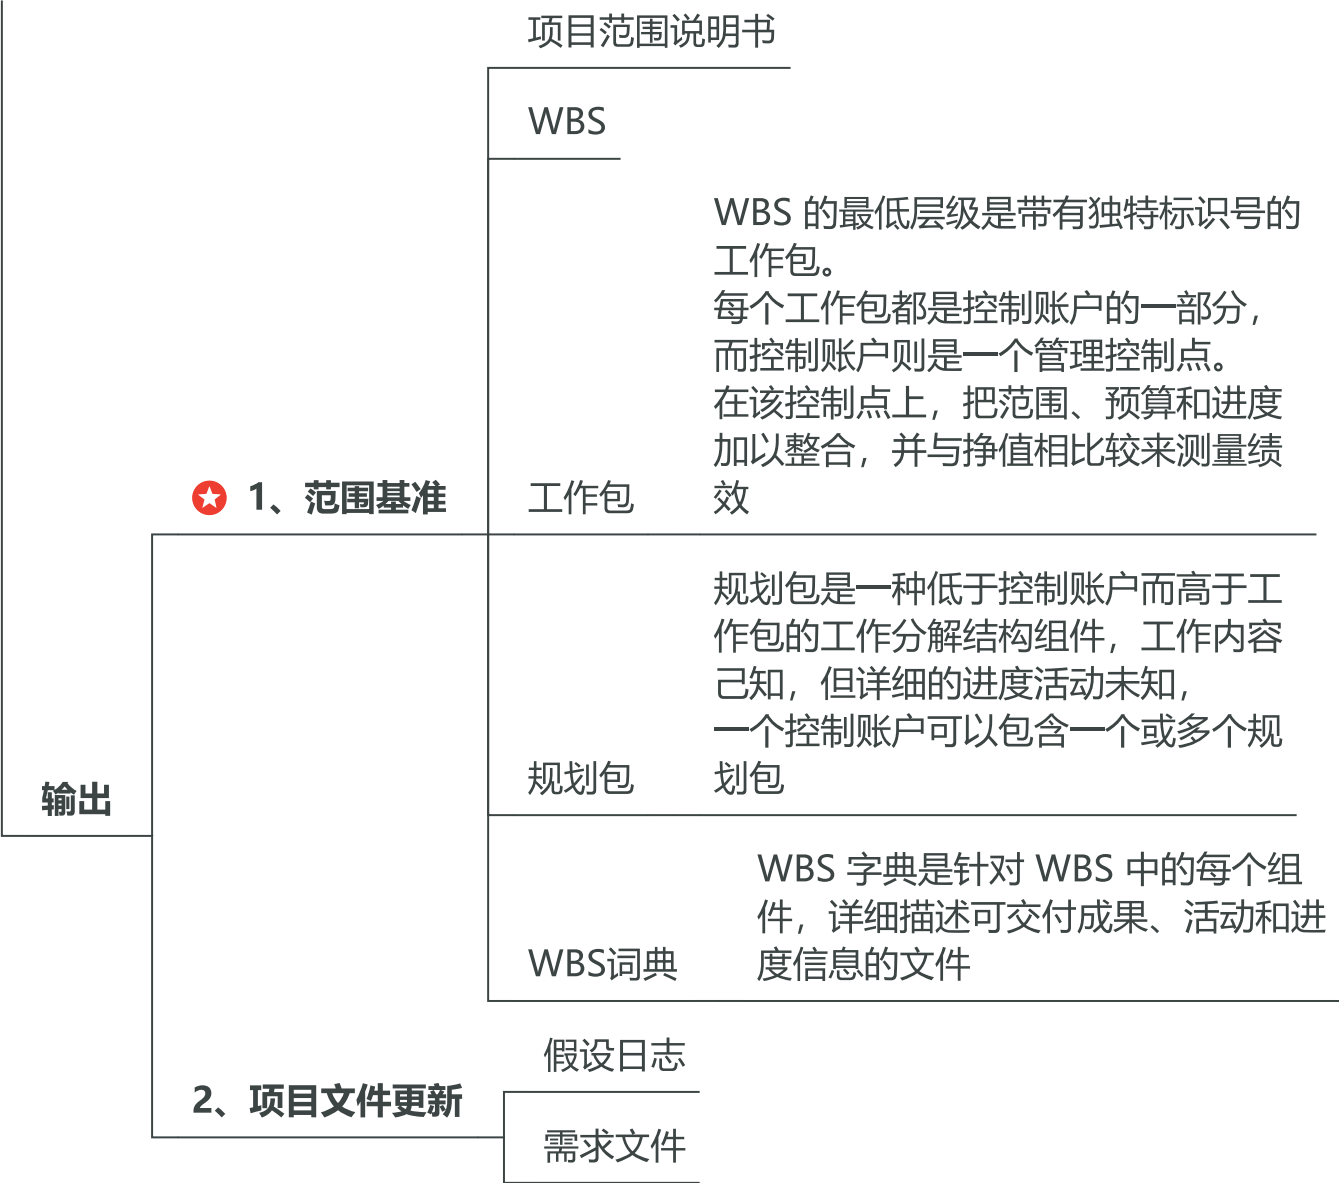 项目范围说明书
WBS
WBS 的最低层级是带有独特标识号的
工作包。
每个工作包都是控制账户的一部分，
而控制账户则是一个管理控制点。
在该控制点上，把范围、预算和进度
加以整合，并与挣值相比较来测量绩
效
工作包
1、范围基准
规划包是一种低于控制账户而高于工
作包的工作分解结构组件，工作内容
己知，但详细的进度活动未知，
一个控制账户可以包含一个或多个规
划包
规划包
输出
WBS 字典是针对 WBS 中的每个组
件，详细描述可交付成果、活动和进
度信息的文件
WBS词典
假设日志
2、项目文件更新
需求文件